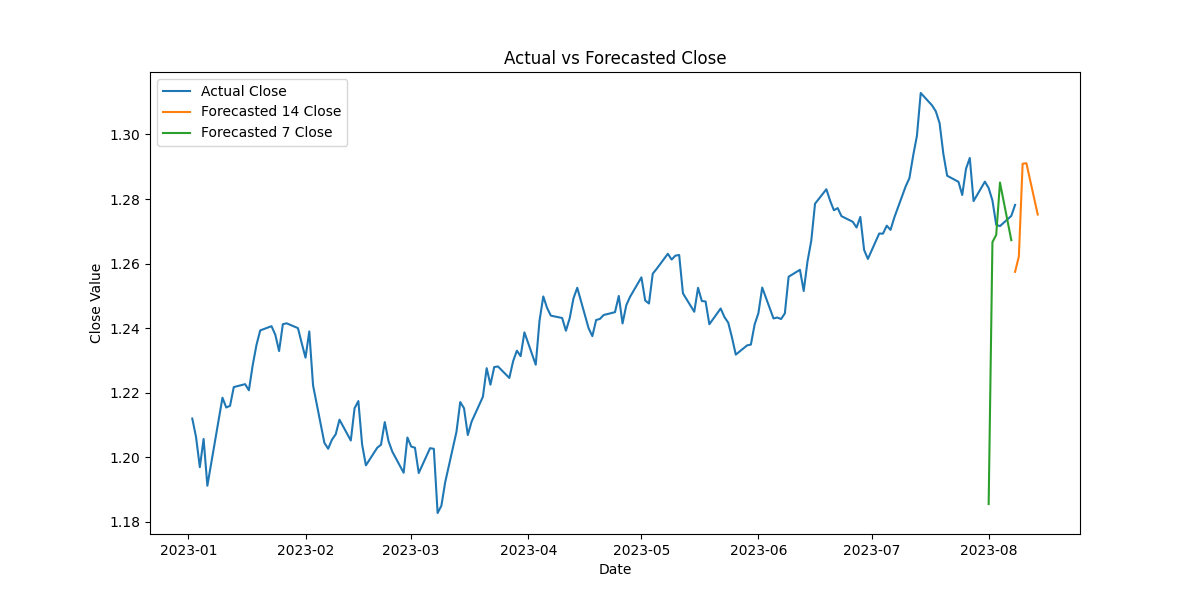 Actual vs Forecasted Close
Actual Close
Forecasted 14 Close
Forecasted 7 Close
1.30
1.28
1.26
1.24
1.22
1.20
1.18
Close Value
2023-01 2023-02 2023-03 2023-04 2023-05 2023-06 2023-07 2023-08
Date